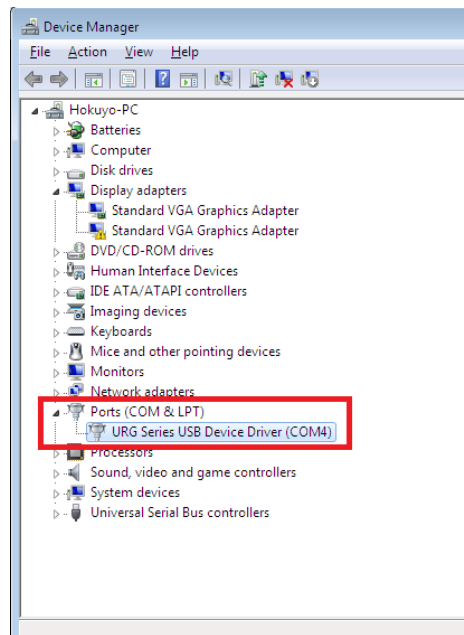 Device Manager
File Action View Help
Hokuyo-PC
Batteries
Computer
Disk drives
Display adapters
Standard VGA Graphics Adapter
Standard VGA Graphics Adapter
DVD/CD-ROM drives
Human Interface Devices
IDE ATA/ATAPI controllers
Imaging devices
Keyboards
Mice and other pointing devices
Monitors
Network adapters
Ports (COM & LPT)
URG Series USB Device Driver (COM4)
Processors
Sound, video and game controllers
System devices
Universal Serial Bus controllers